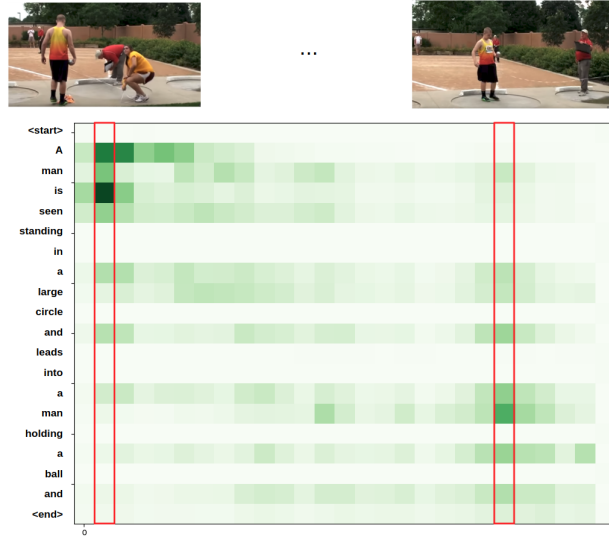 ...
<start>
A
man
is
seen
standing
in
a
large
circle
and
leads
into
a
man
holding
a
ball
and
<end>
0